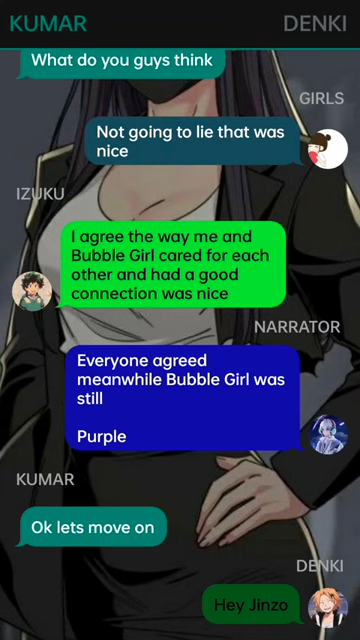 KUMAR
DENKI
What do you guys think
GIRLS
Not going to lie that was
nice
IZUKU
I agree the way me and
Bubble Girl cared for each
other and had a good
connection was nice
NARRATOR
Everyone agreed
meanwhile Bubble Girl was
still
Purple
KUMAR
Ok lets move on
DENKI
Hey Jinzo